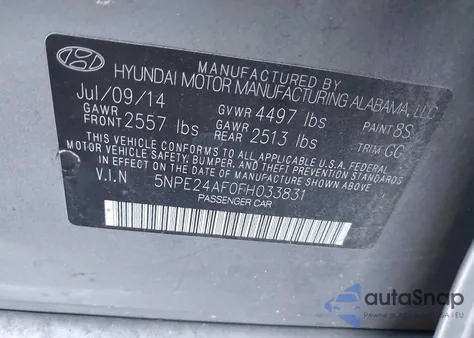 MANUFACTURED BY
HYUNDAI MOTOR MANUFACTURING ALABAMA, LLC
Jul/09/14 GVWR 4497 lbs PAINT 8S
GAWR FRONT 2557 lbs GAWR REAR 2513 lbs TRIM GG
THIS VEHICLE CONFORMS TO ALL APPLICABLE U.S.A. FEDERAL
MOTOR VEHICLE SAFETY, BUMPER, AND THEFT PREVENTION STANDARDS
IN EFFECT ON THE DATE OF MANUFACTURE SHOWN ABOVE.
V.I.N 5NPE24AF0FH033831
PASSENGER CAR
autoSnap